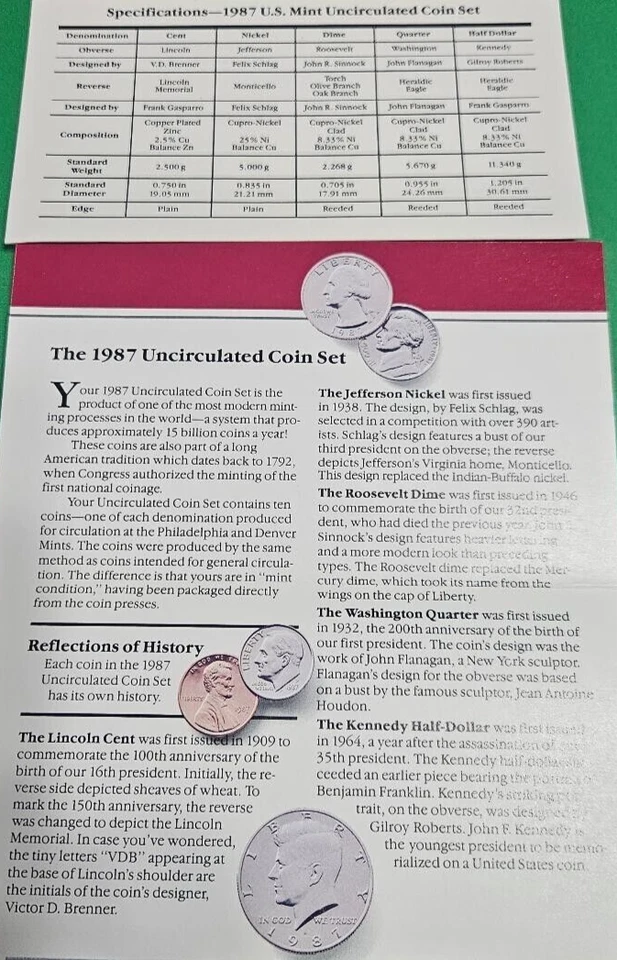 Specifications—1987 U.S. Mint Uncirculated Coin Set
Denomination Cent Nickel Dime Quarter Half Dollar
Obverse Lincoln Jefferson Roosevelt Washington Kennedy
Designed by V.D. Brenner Felix Schlag John R. Sinnock John Flanagan Gilroy Roberts
Reverse Lincoln Memorial Monticello Torch Olive Branch Oak Branch Heraldic Eagle Heraldic Eagle
Designed by Frank Gasparro Felix Schlag John R. Sinnock John Flanagan Frank Gasparro
Composition Copper Plated Zinc 2.5% Cu Balance Zn Cupro-Nickel 25% Ni Balance Cu Cupro-Nickel Clad 8.33% Ni Balance Cu Cupro-Nickel Clad 8.33% Ni Balance Cu Cupro-Nickel Clad 8.33% Ni Balance Cu
Standard Weight 2.500 g 5.000 g 2.268 g 5.670 g 11.340 g
Standard Diameter 0.750 in 19.05 mm 0.835 in 21.21 mm 0.705 in 17.91 mm 0.955 in 24.26 mm 1.205 in 30.61 mm
Edge Plain Plain Reeded Reeded Reeded
LIBERTY
The 1987 Uncirculated Coin Set
Your 1987 Uncirculated Coin Set is the
product of one of the most modern mint-
ing processes in the world—a system that pro-
duces approximately 15 billion coins a year!
These coins are also part of a long
American tradition which dates back to 1792,
when Congress authorized the minting of the
first national coinage.
Your Uncirculated Coin Set contains ten
coins—one of each denomination produced
for circulation at the Philadelphia and Denver
Mints. The coins were produced by the same
method as coins intended for general circula-
tion. The difference is that yours are in "mint
condition," having been packaged directly
from the coin presses.
Reflections of History
Each coin in the 1987
Uncirculated Coin Set
has its own history.
LIBERTY
1987
The Lincoln Cent was first issued in 1909 to
commemorate the 100th anniversary of the
birth of our 16th president. Initially, the re-
verse side depicted sheaves of wheat. To
mark the 150th anniversary, the reverse
was changed to depict the Lincoln
Memorial. In case you've wondered,
the tiny letters "VDB" appearing at
the base of Lincoln's shoulder are
the initials of the coin's designer,
Victor D. Brenner.
The Jefferson Nickel was first issued
in 1938. The design, by Felix Schlag, was
selected in a competition with over 390 art-
ists. Schlag's design features a bust of our
third president on the obverse; the reverse
depicts Jefferson's Virginia home, Monticello.
This design replaced the Indian-Buffalo nickel.
The Roosevelt Dime was first issued in 1946
to commemorate the birth of our 32nd presi-
dent, who had died the previous year. John
Sinnock's design features heavier lettering
and a more modern look than preceding
types. The Roosevelt dime replaced the Mer-
cury dime, which took its name from the
wings on the cap of Liberty.
The Washington Quarter was first issued
in 1932, the 200th anniversary of the birth of
our first president. The coin's design was the
work of John Flanagan, a New York sculptor.
Flanagan's design for the obverse was based
on a bust by the famous sculptor, Jean Antoine
Houdon.
The Kennedy Half-Dollar was first issued
in 1964, a year after the assassination of
35th president. The Kennedy half-dollar
ceeded an earlier piece bearing the
Benjamin Franklin. Kennedy's striking por-
trait, on the obverse, was designed by
Gilroy Roberts. John F. Kennedy is
the youngest president to be memo-
rialized on a United States coin.
LIBERTY
IN GOD WE TRUST
1987